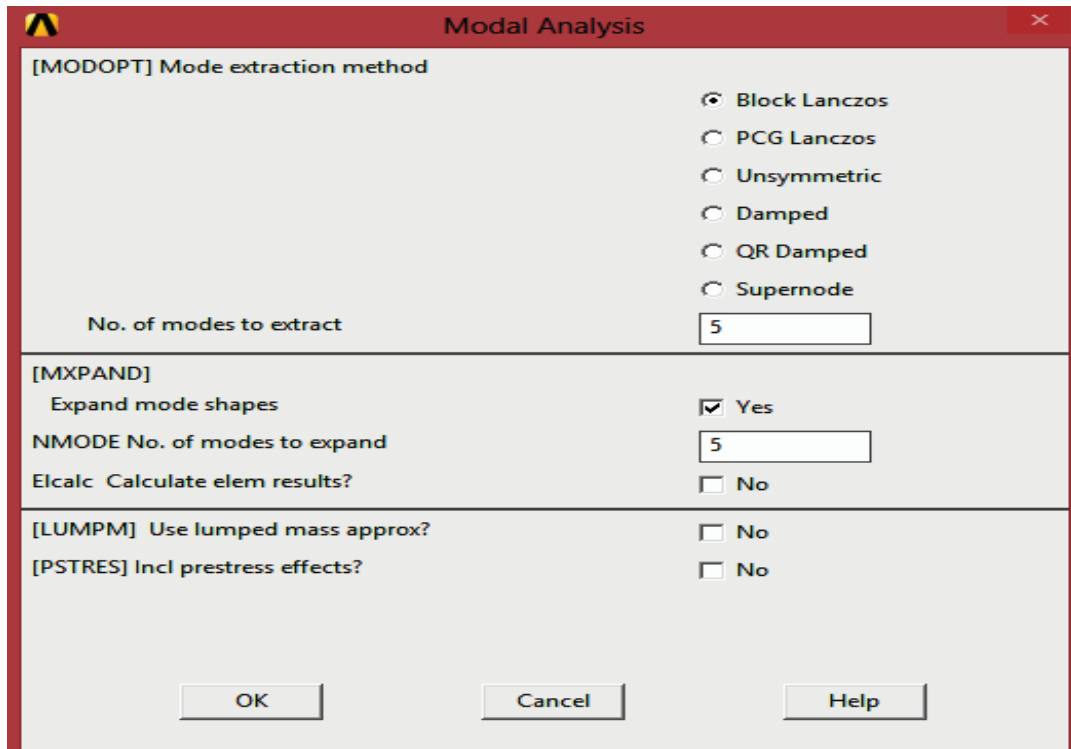 Modal Analysis
[MODOPT] Mode extraction method
Block Lanczos
PCG Lanczos
Unsymmetric
Damped
QR Damped
Supernode
No. of modes to extract 5
[MXPAND]
Expand mode shapes Yes
NMODE No. of modes to expand 5
Elcalc Calculate elem results? No
[LUMPM] Use lumped mass approx? No
[PSTRES] Incl prestress effects? No
OK Cancel Help